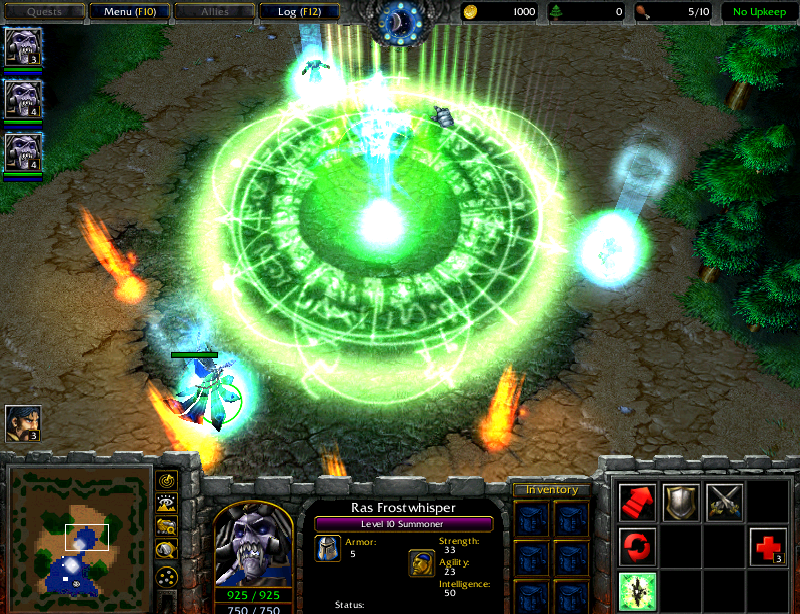 Quests
Menu (F10)
Allies
Log (F12)
1000
0
5/10
No Upkeep
3
4
4
3
Ras Frostwhisper
Level 10 Summoner
Inventory
Armor:
5
Strength:
33
Agility:
23
Intelligence:
50
Status:
925 / 925
750 / 750
3